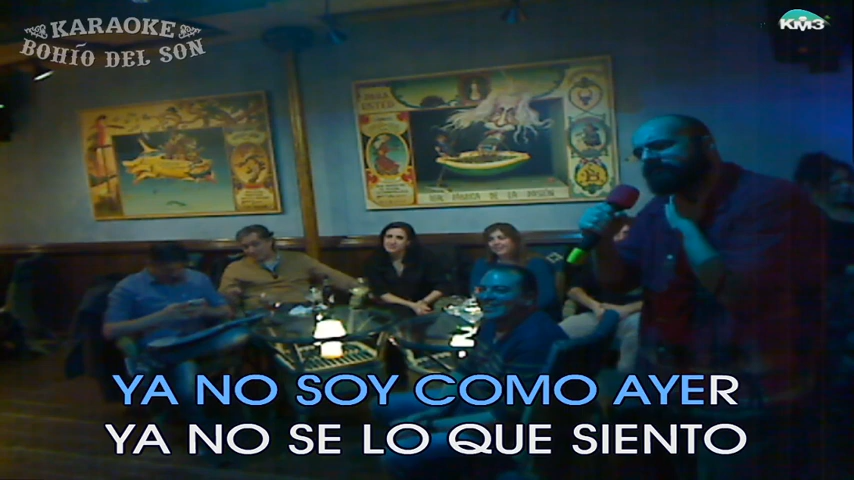 KARAOKE
BOHÍO DEL SON
KM3
YA NO SOY COMO AYER
YA NO SE LO QUE SIENTO